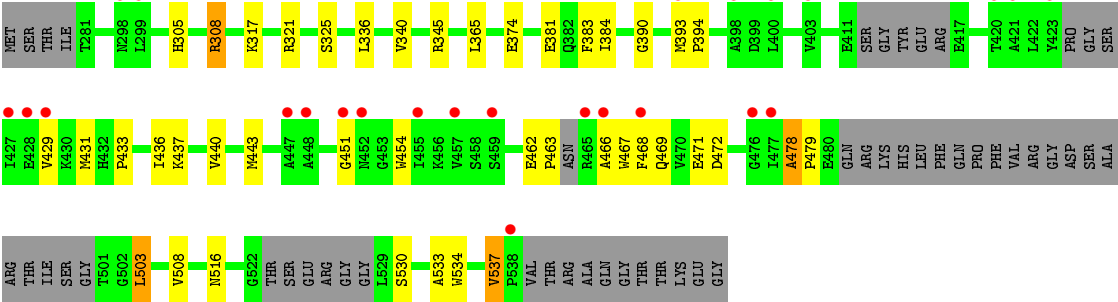 MET SER THR ILE T281 N298 L299 H305 R308 K317 R321 S325 L336 V340 R345 L365 E374 E381 Q382 F383 I384 G390 M393 P394 A398 D399 L400 V403 E411 SER GLY TYR GLU ARG E417 T420 A421 L422 Y423 PRO GLY SER
I427 E428 V429 K430 M431 H432 P433 I436 K437 V440 M443 A447 A448 G451 N452 G453 W454 I455 K456 V457 S458 S459 E462 P463 ASN R465 A466 W467 F468 Q469 V470 E471 D472 G476 I477 A478 P479 E480 GLN ARG LYS HIS LEU PHE GLN PRO PHE VAL ARG GLY ASP SER ALA
ARG THR ILE SER GLY T501 G502 L503 V508 N516 G522 THR SER GLU ARG GLY GLY L529 S530 A533 W534 V537 P538 VAL THR ARG ALA GLN GLY THR THR LYS GLU GLY